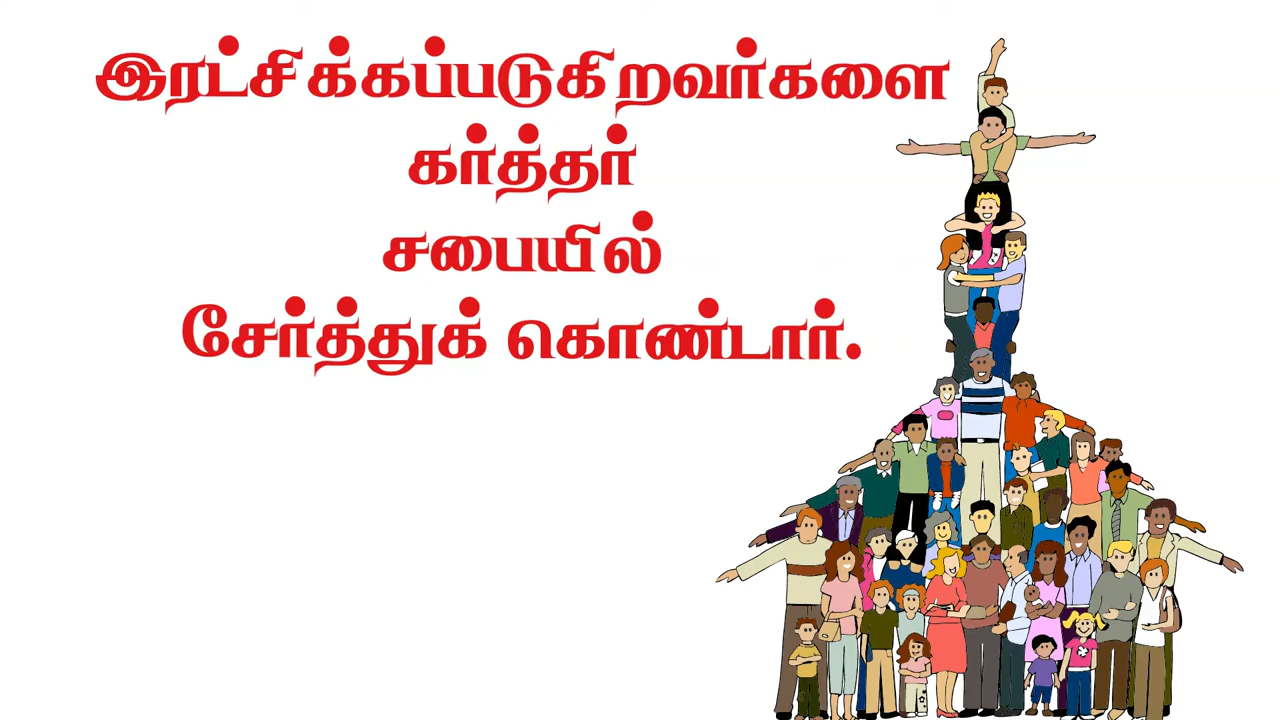 இரட்சிக்கப்படுகிறவர்களை
கர்த்தர்
சபையில்
சேர்த்துக் கொண்டார்.